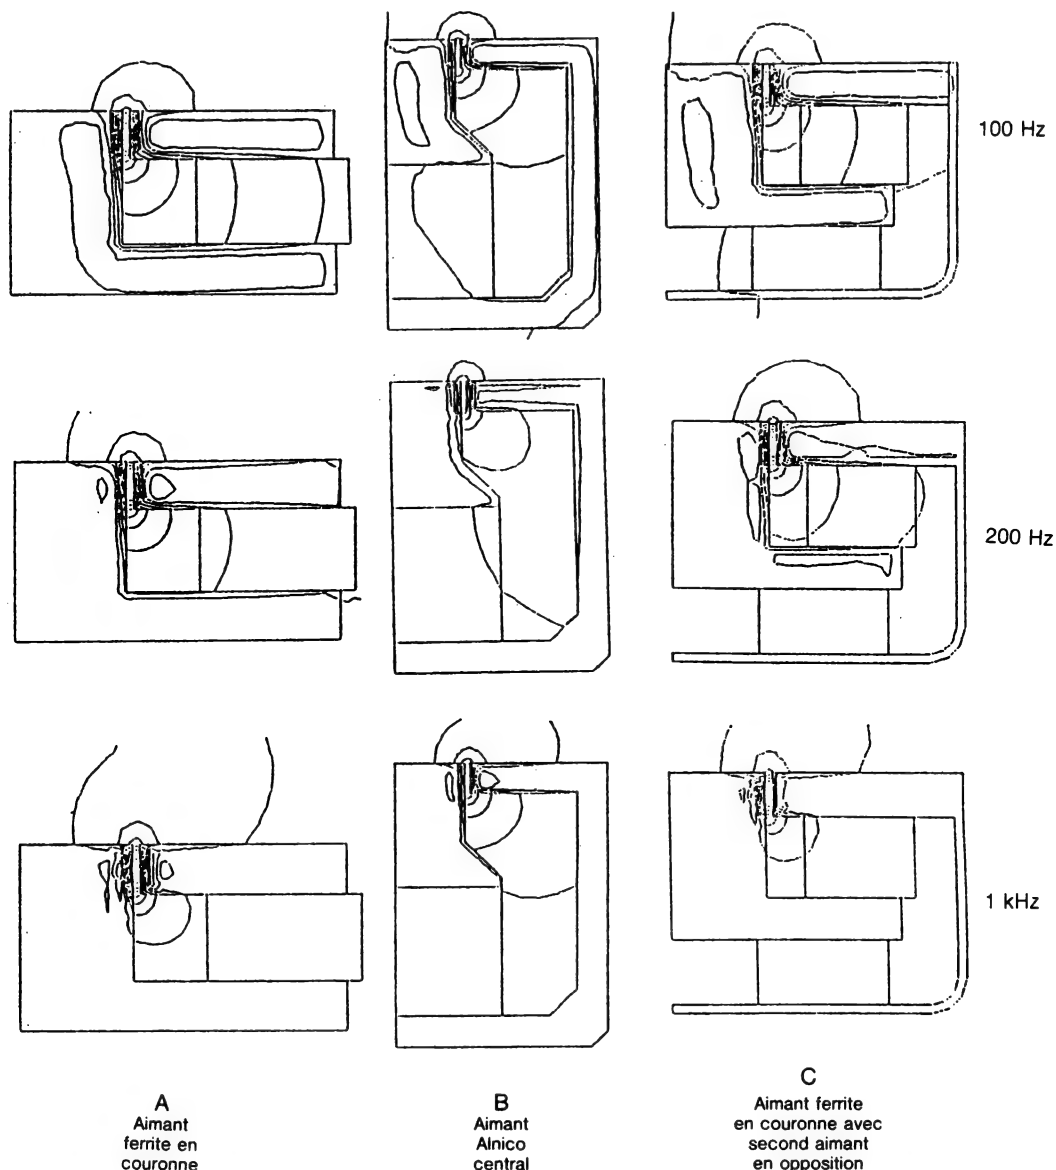 100 Hz
200 Hz
1 kHz
A
Aimant
ferrite en
couronne
B
Aimant
Alnico
central
C
Aimant ferrite
en couronne avec
second aimant
en opposition